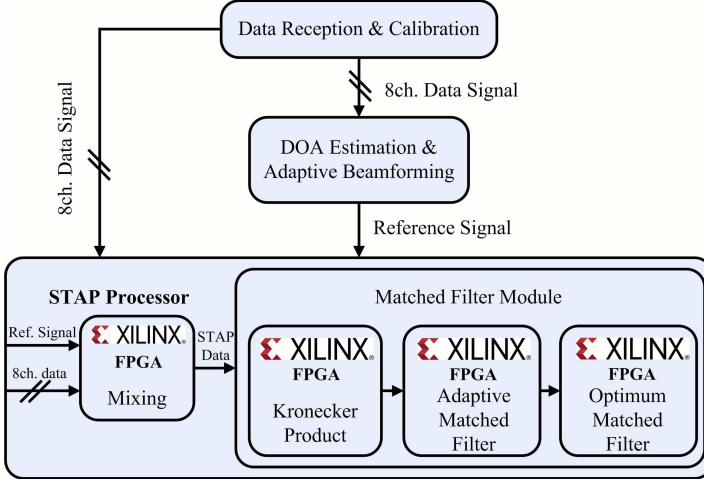 Data Reception & Calibration
8ch. Data Signal
8ch. Data Signal
DOA Estimation &
Adaptive Beamforming
Reference Signal
STAP Processor
Matched Filter Module
Ref. Signal
8ch. data
XILINX®
FPGA
Mixing
STAP
Data
XILINX®
FPGA
Kronecker
Product
XILINX®
FPGA
Adaptive
Matched
Filter
XILINX®
FPGA
Optimum
Matched
Filter